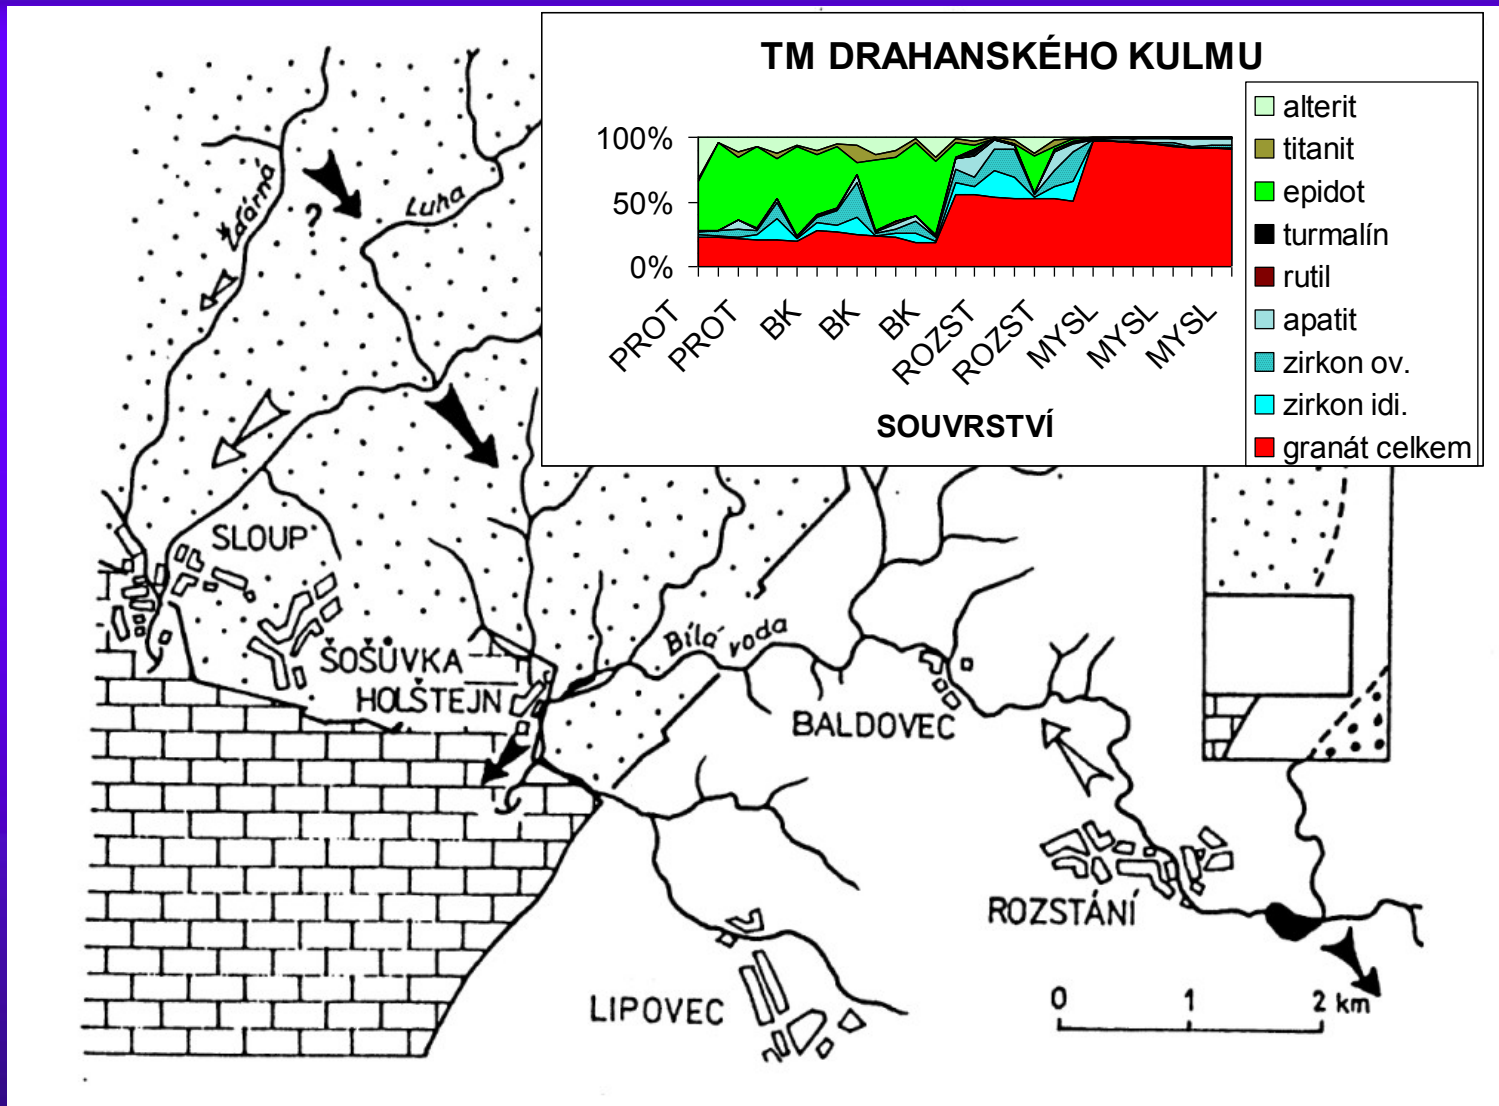 TM DRAHANSKÉHO KULMU
100%
50%
0%
PROT
PROT
BK
BK
BK
ROZST
ROZST
MYSL
MYSL
MYSL
SOUVRSTVÍ
alterit
titanit
epidot
turmalín
rutil
apatit
zirkon ov.
zirkon idi.
granát celkem
Žďárná
?
Luha
SLOUP
ŠOŠŮVKA
HOLŠTEJN
Bílá voda
BALDOVEC
ROZSTÁNÍ
LIPOVEC
0 1 2 km